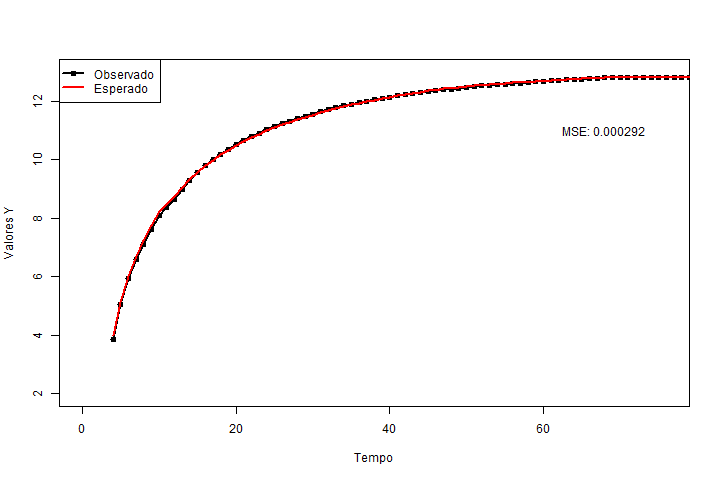 Observado
Esperado
MSE: 0.000292
Valores Y
12
10
8
6
4
2
0 20 40 60
Tempo